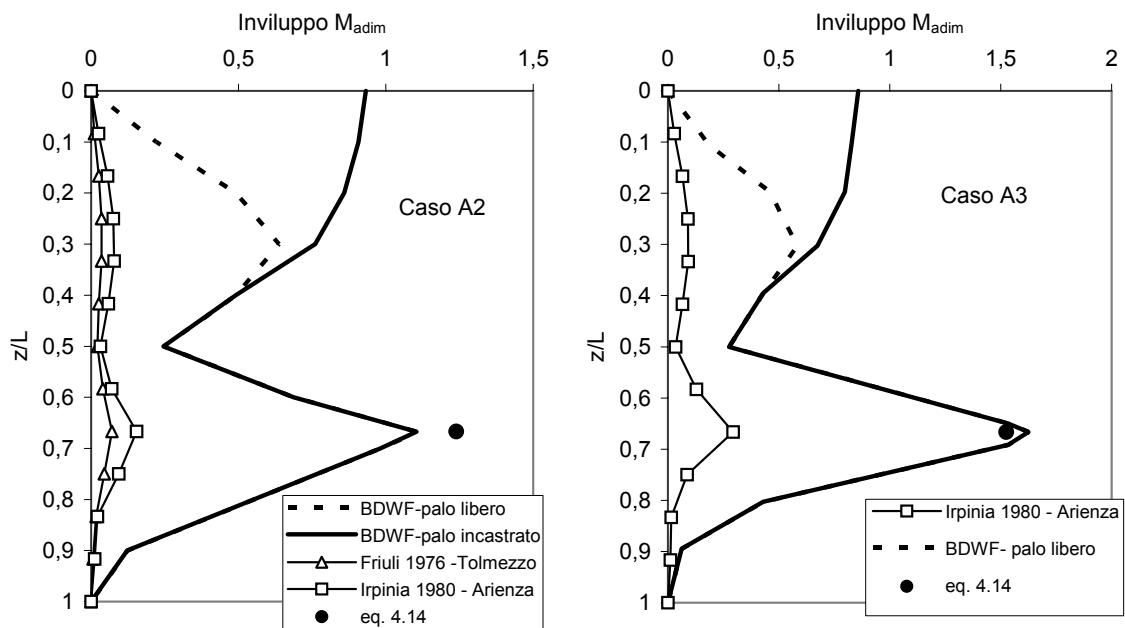 Inviluppo Madim
0 0,5 1 1,5
0
0,1
0,2
0,3
0,4
0,5
0,6
0,7
0,8
0,9
1
z/L
Caso A2
BDWF-palo libero
BDWF-palo incastrato
Friuli 1976 -Tolmezzo
Irpinia 1980 - Arienza
eq. 4.14
Inviluppo Madim
0 0,5 1 1,5 2
0
0,1
0,2
0,3
0,4
0,5
0,6
0,7
0,8
0,9
1
z/L
Caso A3
Irpinia 1980 - Arienza
BDWF- palo libero
eq. 4.14